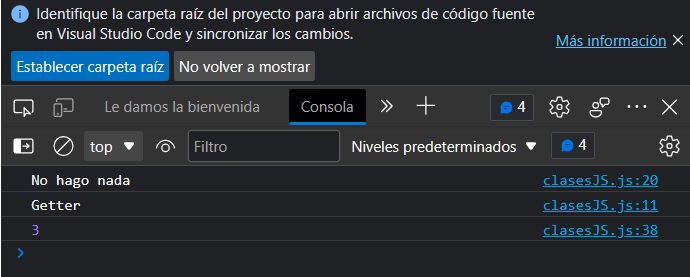 Identifique la carpeta raíz del proyecto para abrir archivos de código fuente
en Visual Studio Code y sincronizar los cambios.
Más información
Establecer carpeta raíz No volver a mostrar
Le damos la bienvenida Consola 4
top Filtro Niveles predeterminados 4
No hago nada clasesJS.js:20
Getter clasesJS.js:11
3 clasesJS.js:38